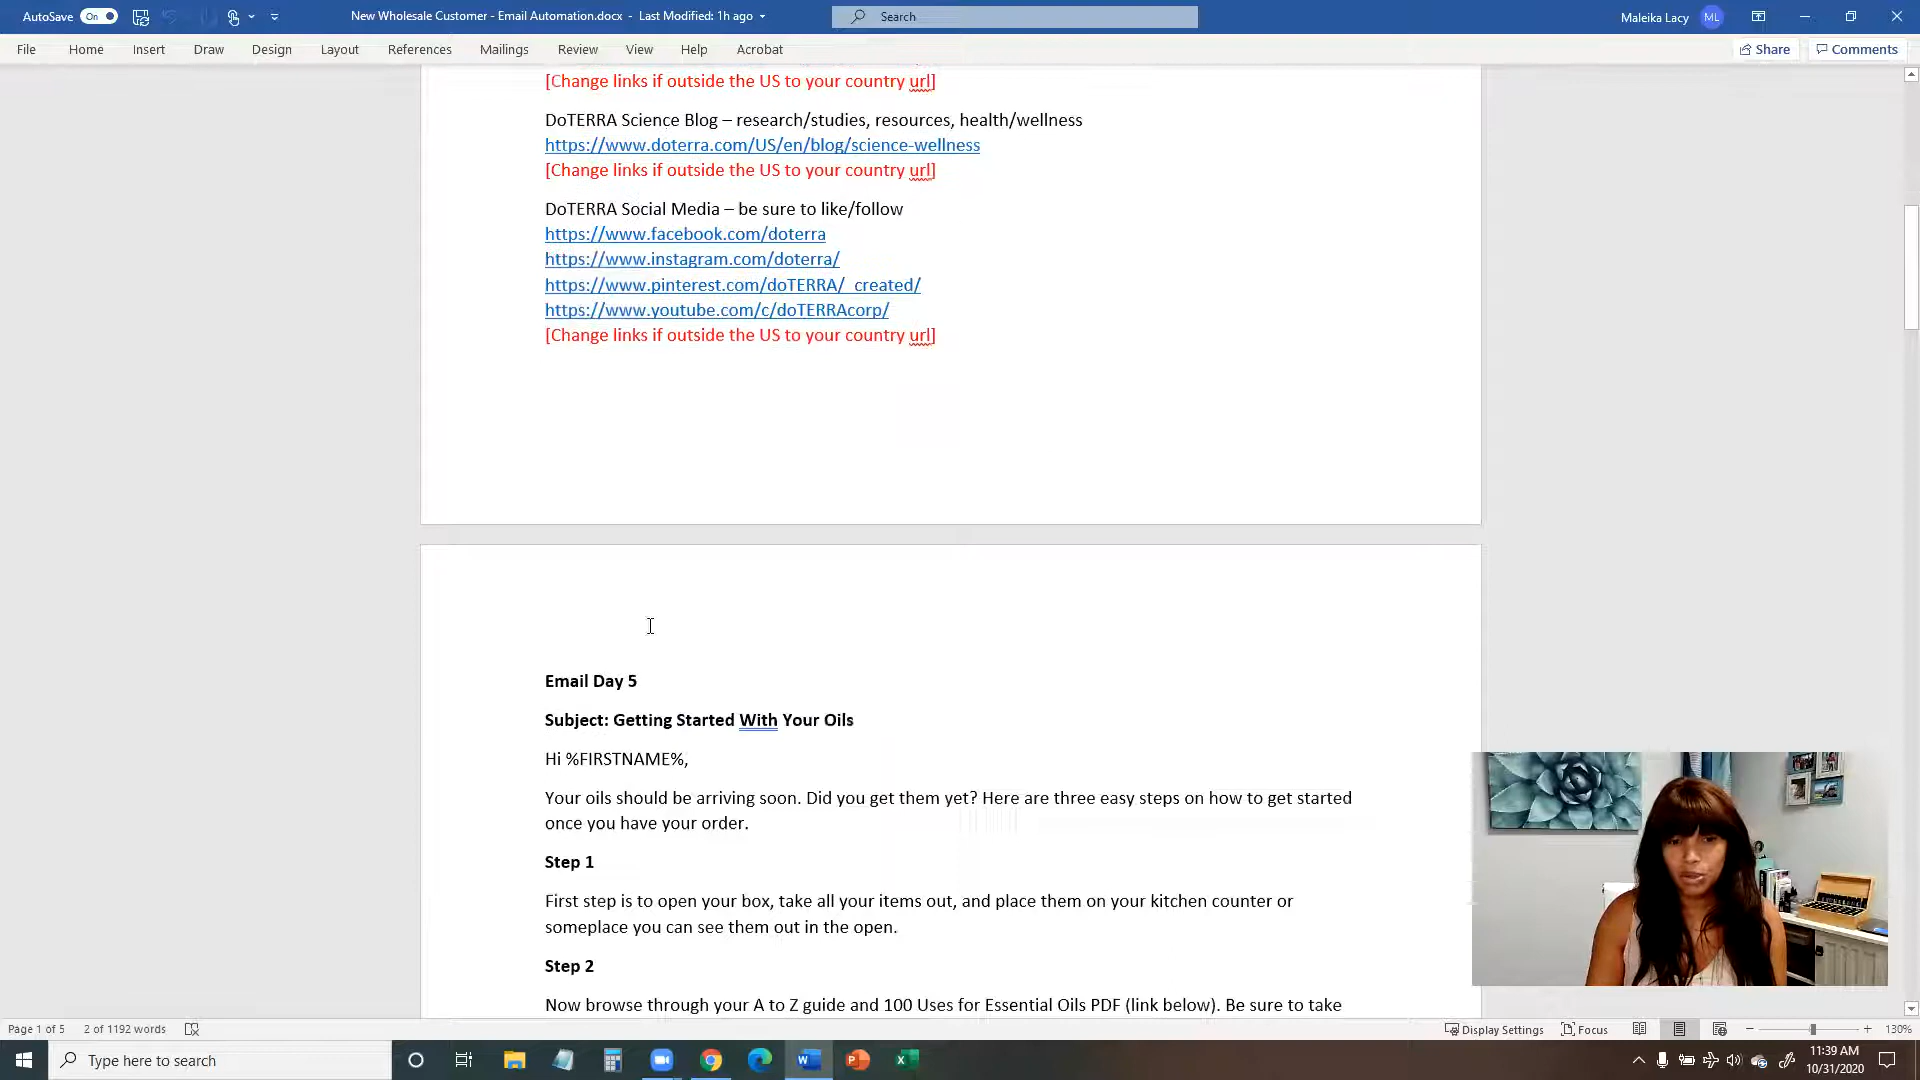 AutoSave On New Wholesale Customer - Email Automation.docx - Last Modified: 1h ago Search Maleika Lacy ML
File Home Insert Draw Design Layout References Mailings Review View Help Acrobat Share Comments
[Change links if outside the US to your country url]
DoTERRA Science Blog – research/studies, resources, health/wellness
https://www.doterra.com/US/en/blog/science-wellness
[Change links if outside the US to your country url]
DoTERRA Social Media – be sure to like/follow
https://www.facebook.com/doterra
https://www.instagram.com/doterra/
https://www.pinterest.com/doTERRA/_created/
https://www.youtube.com/c/doTERRAcorp/
[Change links if outside the US to your country url]
Email Day 5
Subject: Getting Started With Your Oils
Hi %FIRSTNAME%,
Your oils should be arriving soon. Did you get them yet? Here are three easy steps on how to get started
once you have your order.
Step 1
First step is to open your box, take all your items out, and place them on your kitchen counter or
someplace you can see them out in the open.
Step 2
Now browse through your A to Z guide and 100 Uses for Essential Oils PDF (link below). Be sure to take
Page 1 of 5 2 of 1192 words Display Settings Focus 130%
Type here to search 11:39 AM
10/31/2020